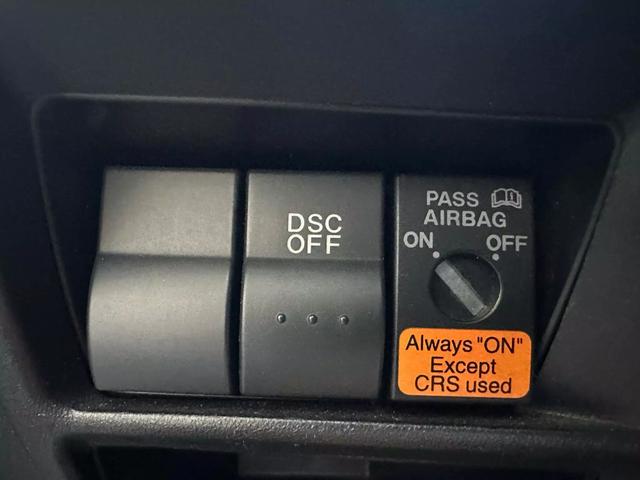 DSC
OFF
PASS
AIRBAG
ON OFF
Always "ON"
Except
CRS used